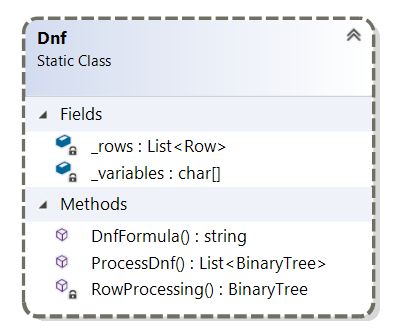 Dnf
Static Class
Fields
_rows : List<Row>
_variables : char[]
Methods
DnfFormula() : string
ProcessDnf() : List<BinaryTree>
RowProcessing() : BinaryTree